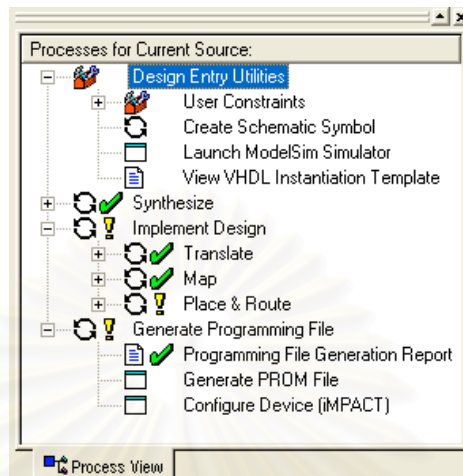 Processes for Current Source:
Design Entry Utilities
User Constraints
Create Schematic Symbol
Launch ModelSim Simulator
View VHDL Instantiation Template
Synthesize
Implement Design
Translate
Map
Place & Route
Generate Programming File
Programming File Generation Report
Generate PROM File
Configure Device (iMPACT)
Process View